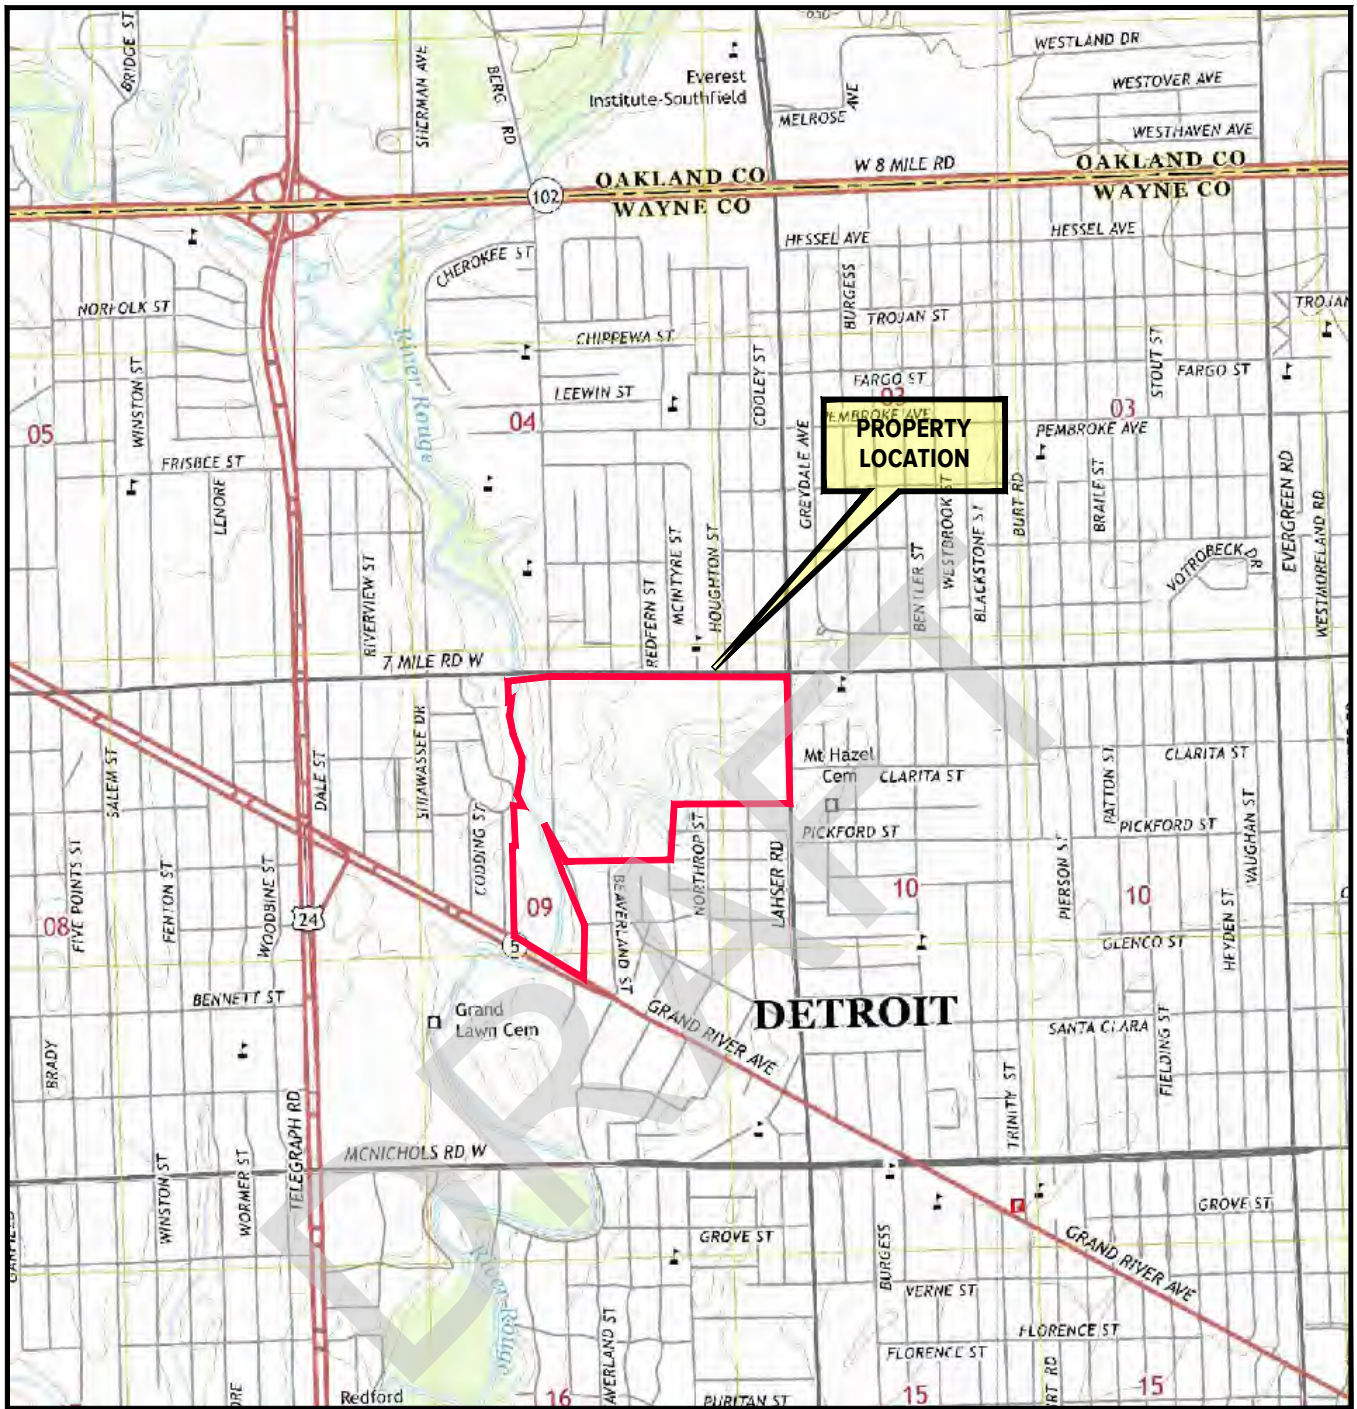 BRIDGE ST
SHERMAN AVE
BERG RD
Everest
Institute-Southfield
MELROSE AVE
WESTLAND DR
WESTOVER AVE
WESTHAVEN AVE
W 8 MILE RD
OAKLAND CO
WAYNE CO
OAKLAND CO
WAYNE CO
102
HESSEL AVE
HESSEL AVE
CHEROKEE ST
NORFOLK ST
BURGESS
TROJAN ST
CHIPPEWA ST
River Rouge
WINSTON ST
COOLEY ST
STOUT ST
FARGO ST
FARGO ST
LEEWIN ST
03
03
PEMBROKE AVE
PEMBROKE AVE
05
04
PROPERTY
LOCATION
FRISBEE ST
LENORE
GREYDALE AVE
WESTBROOK ST
BURT RD
BRAILE ST
EVERGREEN RD
WESTMORELAND RD
RIVERVIEW ST
REDFERN ST
MCINTYRE ST
HOUGHTON ST
BENTLER ST
BLACKSTONE ST
VOTROBECK DR
7 MILE RD W
SALEM ST
DALE ST
SHIAWASSEE DR
Mt Hazel
Cem
CLARITA ST
CLARITA ST
PATTON ST
CODDING ST
NORTHROP ST
LAHSER RD
PICKFORD ST
PICKFORD ST
VAUGHAN ST
FIVE POINTS ST
FENTON ST
WOODBINE ST
BEAVERLAND ST
PIERSON ST
08
24
09
10
10
5
GLENCO ST
HEYDEN ST
BENNETT ST
Grand
Lawn Cem
GRAND RIVER AVE
DETROIT
SANTA CLARA
FIELDING ST
BRADY
TELEGRAPH RD
TRINITY ST
MCNICHOLS RD W
WINSTON ST
WORMER ST
River Rouge
GROVE ST
GROVE ST
BURGESS
GRAND RIVER AVE
VERNE ST
FLORENCE ST
FLORENCE ST
Redford
16
PURITAN ST
15
15
DRAFT